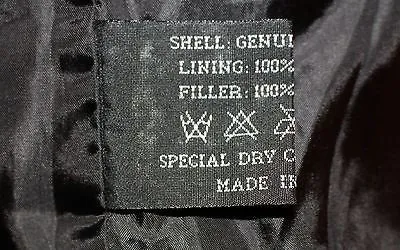 SHELL: GENUI
LINING: 100%
FILLER: 100%
SPECIAL DRY C
MADE IN